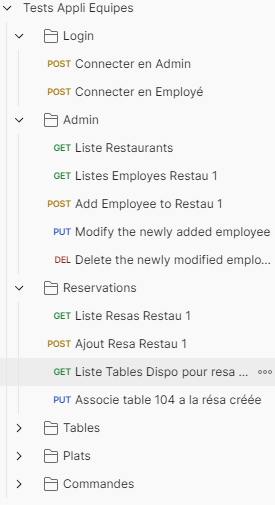 Tests Appli Equipes
Login
POST Connecter en Admin
POST Connecter en Employé
Admin
GET Liste Restaurants
GET Listes Employes Restau 1
POST Add Employee to Restau 1
PUT Modify the newly added employee
DEL Delete the newly modified emplo...
Reservations
GET Liste Resas Restau 1
POST Ajout Resa Restau 1
GET Liste Tables Dispo pour resa ...
PUT Associe table 104 a la résa créée
Tables
Plats
Commandes